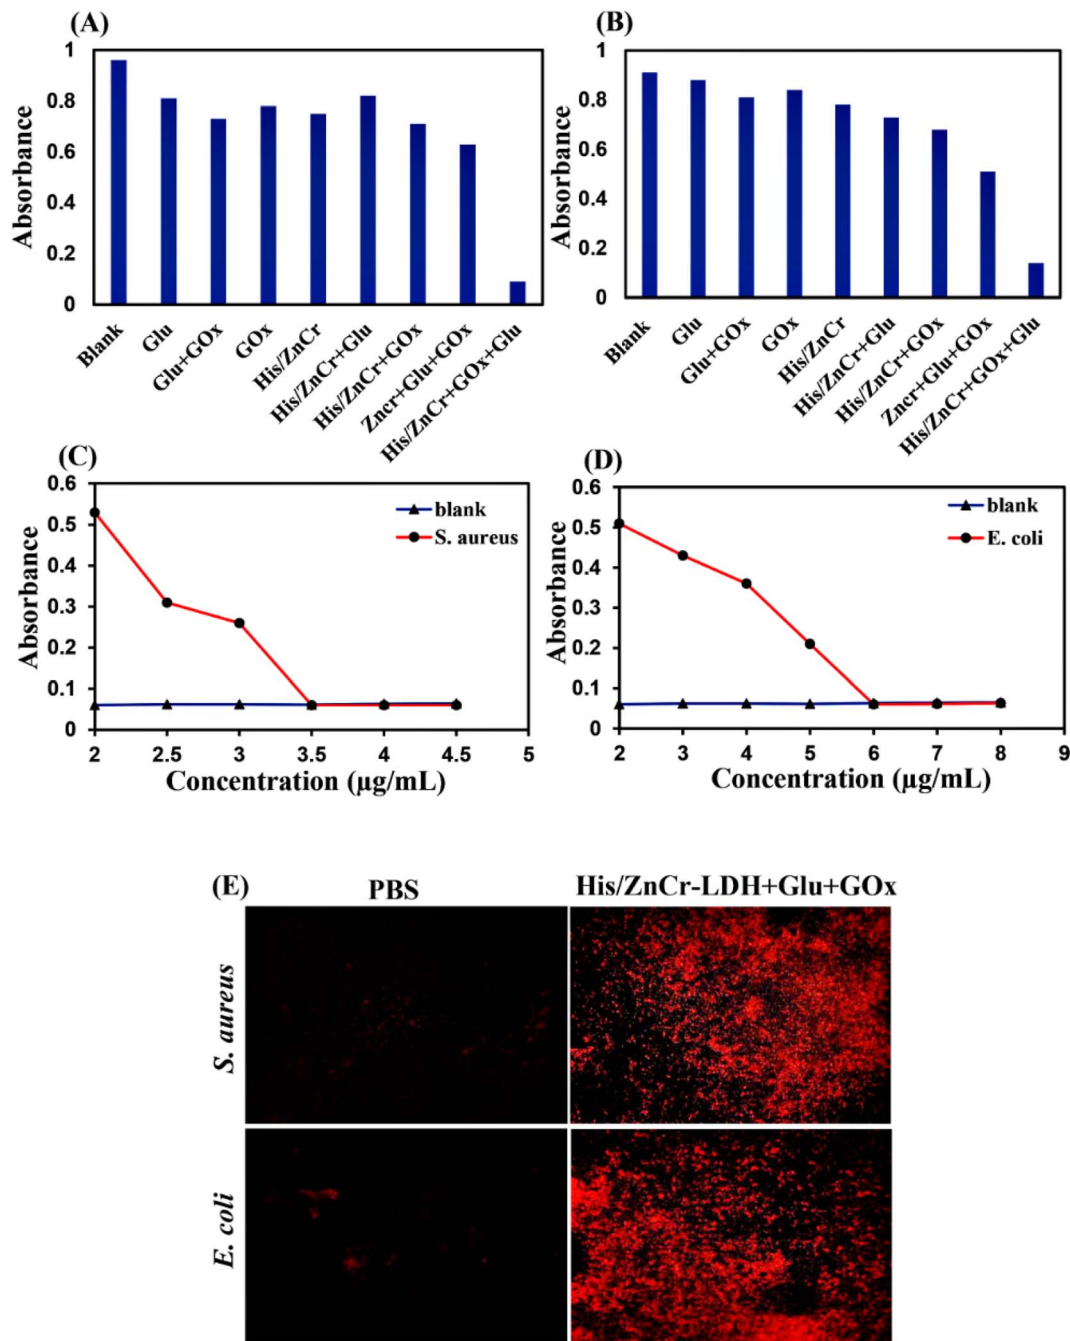 (A)
Absorbance
1
0.8
0.6
0.4
0.2
0
Blank
Glu
Glu+GOx
GOx
His/ZnCr
His/ZnCr+Glu
His/ZnCr+GOx
Zncr+Glu+GOx
His/ZnCr+GOx+Glu
(B)
Absorbance
1
0.8
0.6
0.4
0.2
0
Blank
Glu
Glu+GOx
GOx
His/ZnCr
His/ZnCr+Glu
His/ZnCr+GOx
Zncr+Glu+GOx
His/ZnCr+GOx+Glu
(C)
Absorbance
0.6
0.5
0.4
0.3
0.2
0.1
0
blank
S. aureus
2 2.5 3 3.5 4 4.5 5
Concentration (µg/mL)
(D)
Absorbance
0.6
0.5
0.4
0.3
0.2
0.1
0
blank
E. coli
2 3 4 5 6 7 8 9
Concentration (µg/mL)
(E)
PBS
His/ZnCr-LDH+Glu+GOx
S. aureus
E. coli